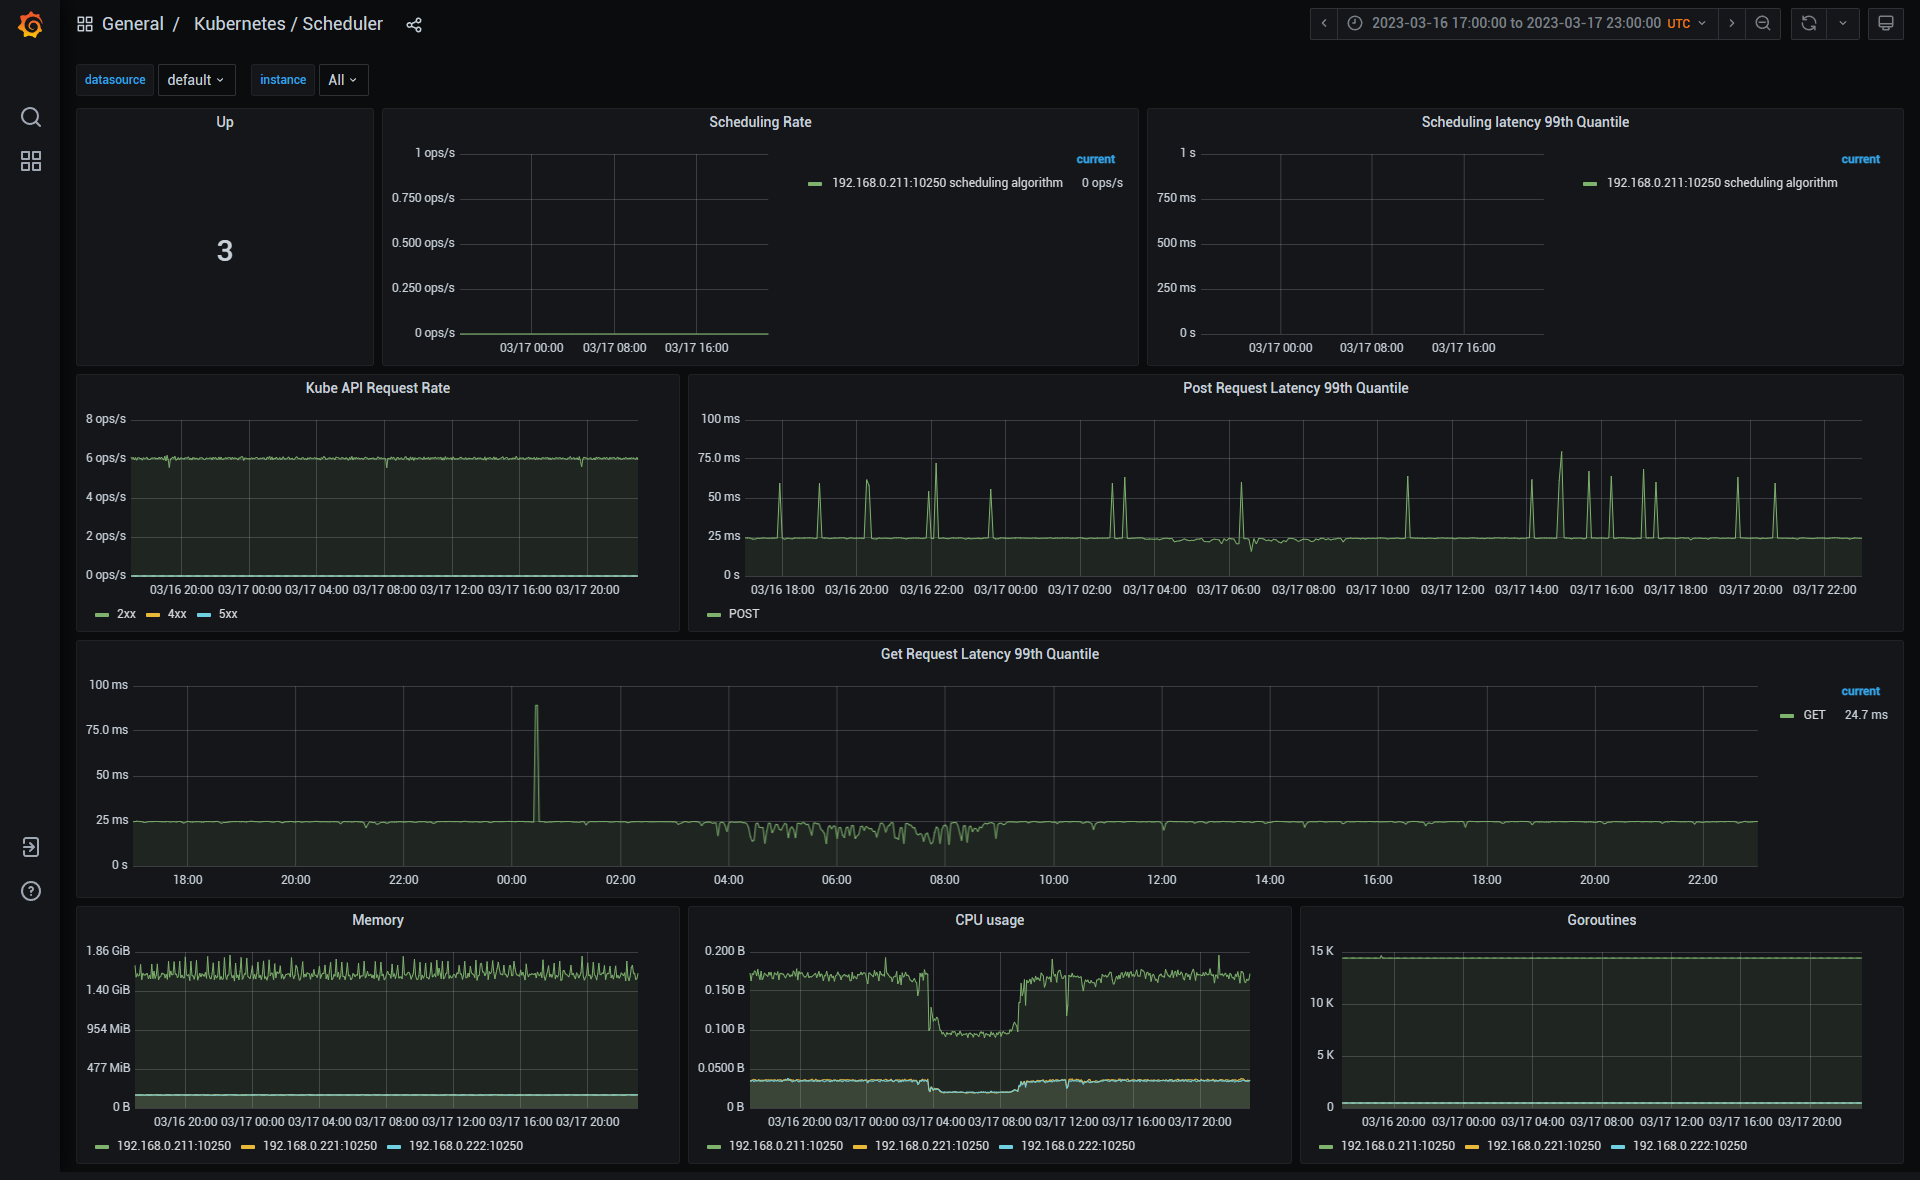 General / Kubernetes / Scheduler
2023-03-16 17:00:00 to 2023-03-17 23:00:00 UTC
datasource default instance All
Up
3
Scheduling Rate
1 ops/s
0.750 ops/s
0.500 ops/s
0.250 ops/s
0 ops/s
03/17 00:00 03/17 08:00 03/17 16:00
current
192.168.0.211:10250 scheduling algorithm 0 ops/s
Scheduling latency 99th Quantile
1 s
750 ms
500 ms
250 ms
0 s
03/17 00:00 03/17 08:00 03/17 16:00
current
192.168.0.211:10250 scheduling algorithm
Kube API Request Rate
8 ops/s
6 ops/s
4 ops/s
2 ops/s
0 ops/s
03/16 20:00 03/17 00:00 03/17 04:00 03/17 08:00 03/17 12:00 03/17 16:00 03/17 20:00
2xx 4xx 5xx
Post Request Latency 99th Quantile
100 ms
75.0 ms
50 ms
25 ms
0 s
03/16 18:00 03/16 20:00 03/16 22:00 03/17 00:00 03/17 02:00 03/17 04:00 03/17 06:00 03/17 08:00 03/17 10:00 03/17 12:00 03/17 14:00 03/17 16:00 03/17 18:00 03/17 20:00 03/17 22:00
POST
Get Request Latency 99th Quantile
100 ms
75.0 ms
50 ms
25 ms
0 s
18:00 20:00 22:00 00:00 02:00 04:00 06:00 08:00 10:00 12:00 14:00 16:00 18:00 20:00 22:00
current
GET 24.7 ms
Memory
1.86 GiB
1.40 GiB
954 MiB
477 MiB
0 B
03/16 20:00 03/17 00:00 03/17 04:00 03/17 08:00 03/17 12:00 03/17 16:00 03/17 20:00
192.168.0.211:10250 192.168.0.221:10250 192.168.0.222:10250
CPU usage
0.200 B
0.150 B
0.100 B
0.0500 B
0 B
03/16 20:00 03/17 00:00 03/17 04:00 03/17 08:00 03/17 12:00 03/17 16:00 03/17 20:00
192.168.0.211:10250 192.168.0.221:10250 192.168.0.222:10250
Goroutines
15 K
10 K
5 K
0
03/16 20:00 03/17 00:00 03/17 04:00 03/17 08:00 03/17 12:00 03/17 16:00 03/17 20:00
192.168.0.211:10250 192.168.0.221:10250 192.168.0.222:10250